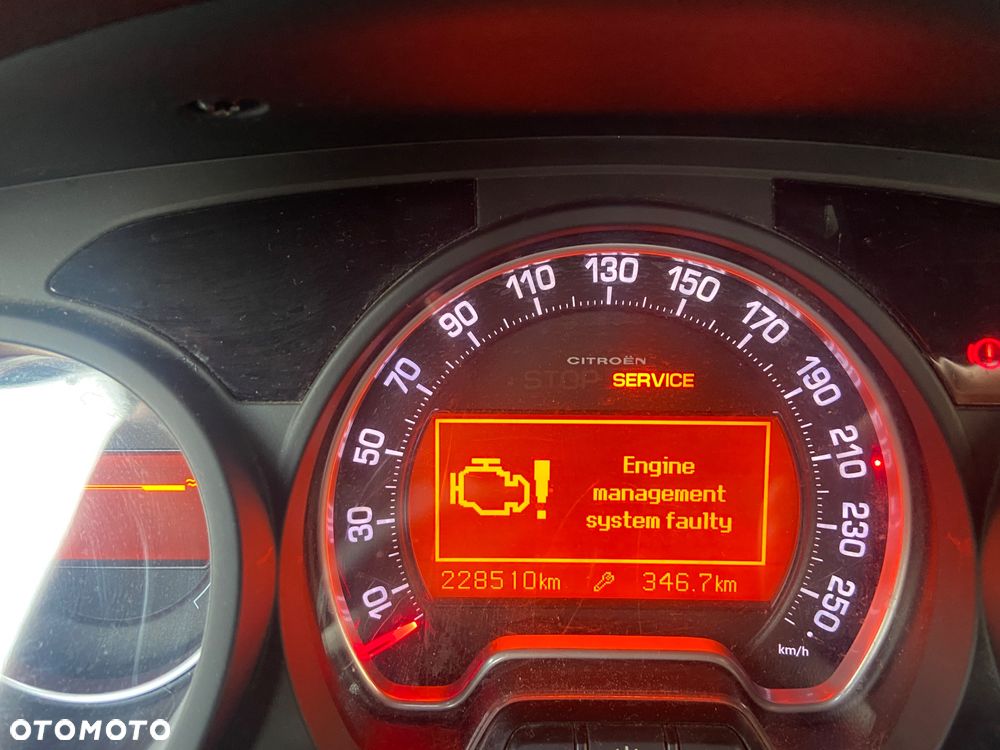 130
110
150
90
170
70
190
50
210
30
230
10
250
km/h
CITROËN
STOP SERVICE
Engine
management
system faulty
228510km 346.7km
OTOMOTO